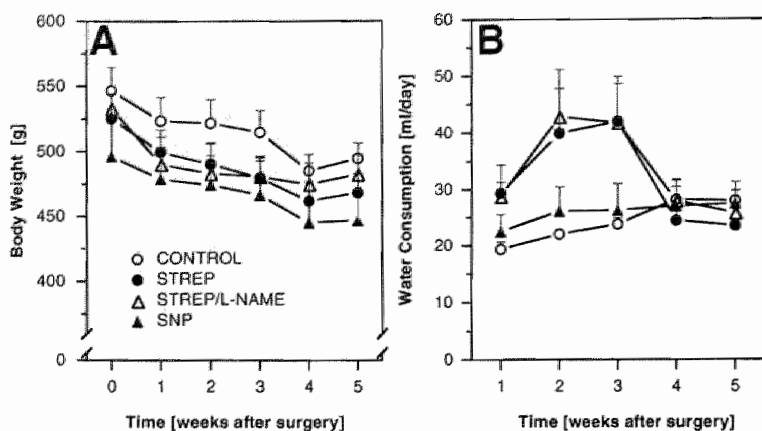 A
600
550
500
450
400
0
Body Weight [g]
CONTROL
STREP
STREP/L-NAME
SNP
0 1 2 3 4 5
Time [weeks after surgery]
B
60
50
40
30
20
10
0
Water Consumption [ml/day]
1 2 3 4 5
Time [weeks after surgery]